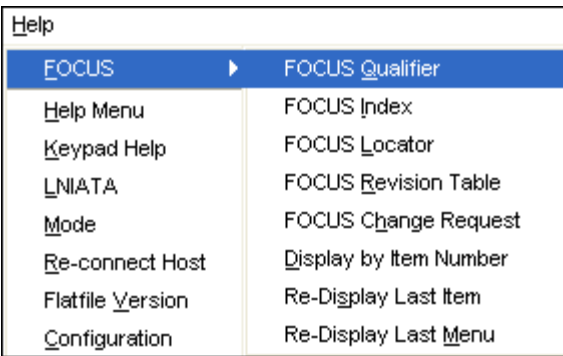 Help
FOCUS
Help Menu
Keypad Help
LNIATA
Mode
Re-connect Host
Flatfile Version
Configuration
FOCUS Qualifier
FOCUS Index
FOCUS Locator
FOCUS Revision Table
FOCUS Change Request
Display by Item Number
Re-Display Last Item
Re-Display Last Menu